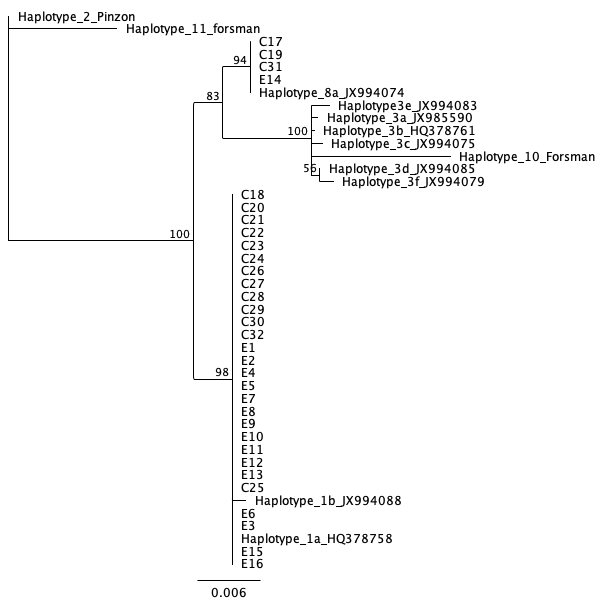 Haplotype_2_Pinzon
Haplotype_11_forsman
C17
94
C19
C31
E14
Haplotype_8a_JX994074
83
Haplotype3e_JX994083
Haplotype_3a_JX985590
100
Haplotype_3b_HQ378761
Haplotype_3c_JX994075
Haplotype_10_Forsman
56
Haplotype_3d_JX994085
Haplotype_3f_JX994079
C18
C20
C21
C22
100
C23
C24
C26
C27
C28
C29
C30
C32
E1
E2
98
E4
E5
E7
E8
E9
E10
E11
E12
E13
C25
Haplotype_1b_JX994088
E6
E3
Haplotype_1a_HQ378758
E15
E16
0.006